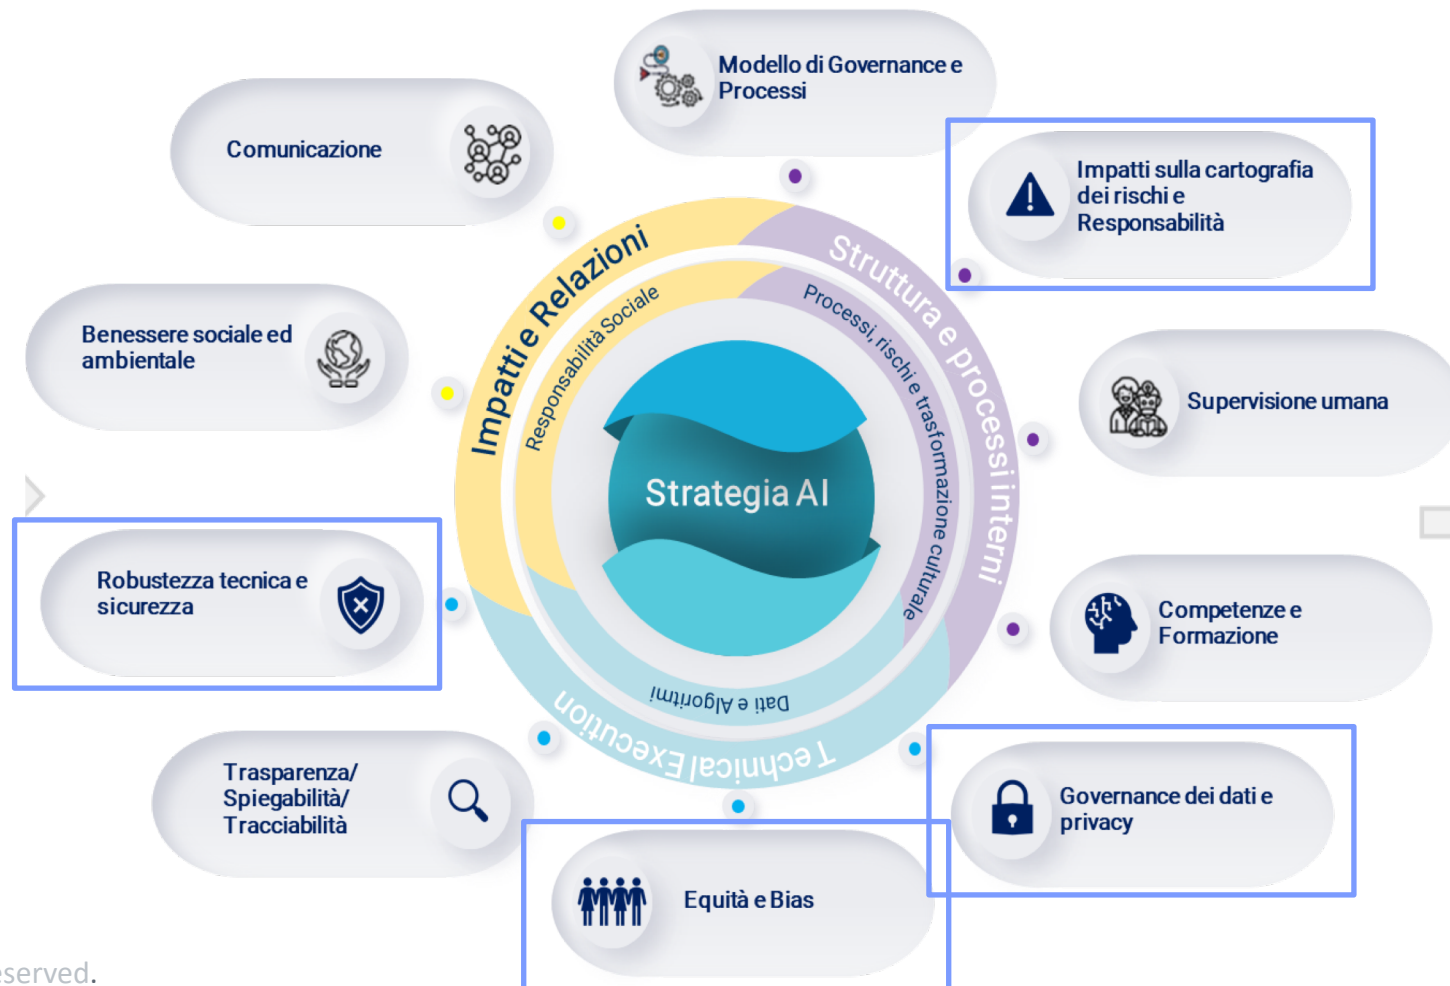 Modello di Governance e
Processi
Comunicazione
Impatti sulla cartografia
dei rischi e
Responsabilità
Benessere sociale ed
ambientale
Supervisione umana
Impatti e Relazioni
Responsabilità Sociale
Struttura e processi interni
Processi, rischi e trasformazione culturale
Strategia AI
Robustezza tecnica e
sicurezza
Competenze e
Formazione
Dati e Algoritmi
Technical Execution
Trasparenza/
Spiegabilità/
Tracciabilità
Governance dei dati e
privacy
Equità e Bias
eserved.